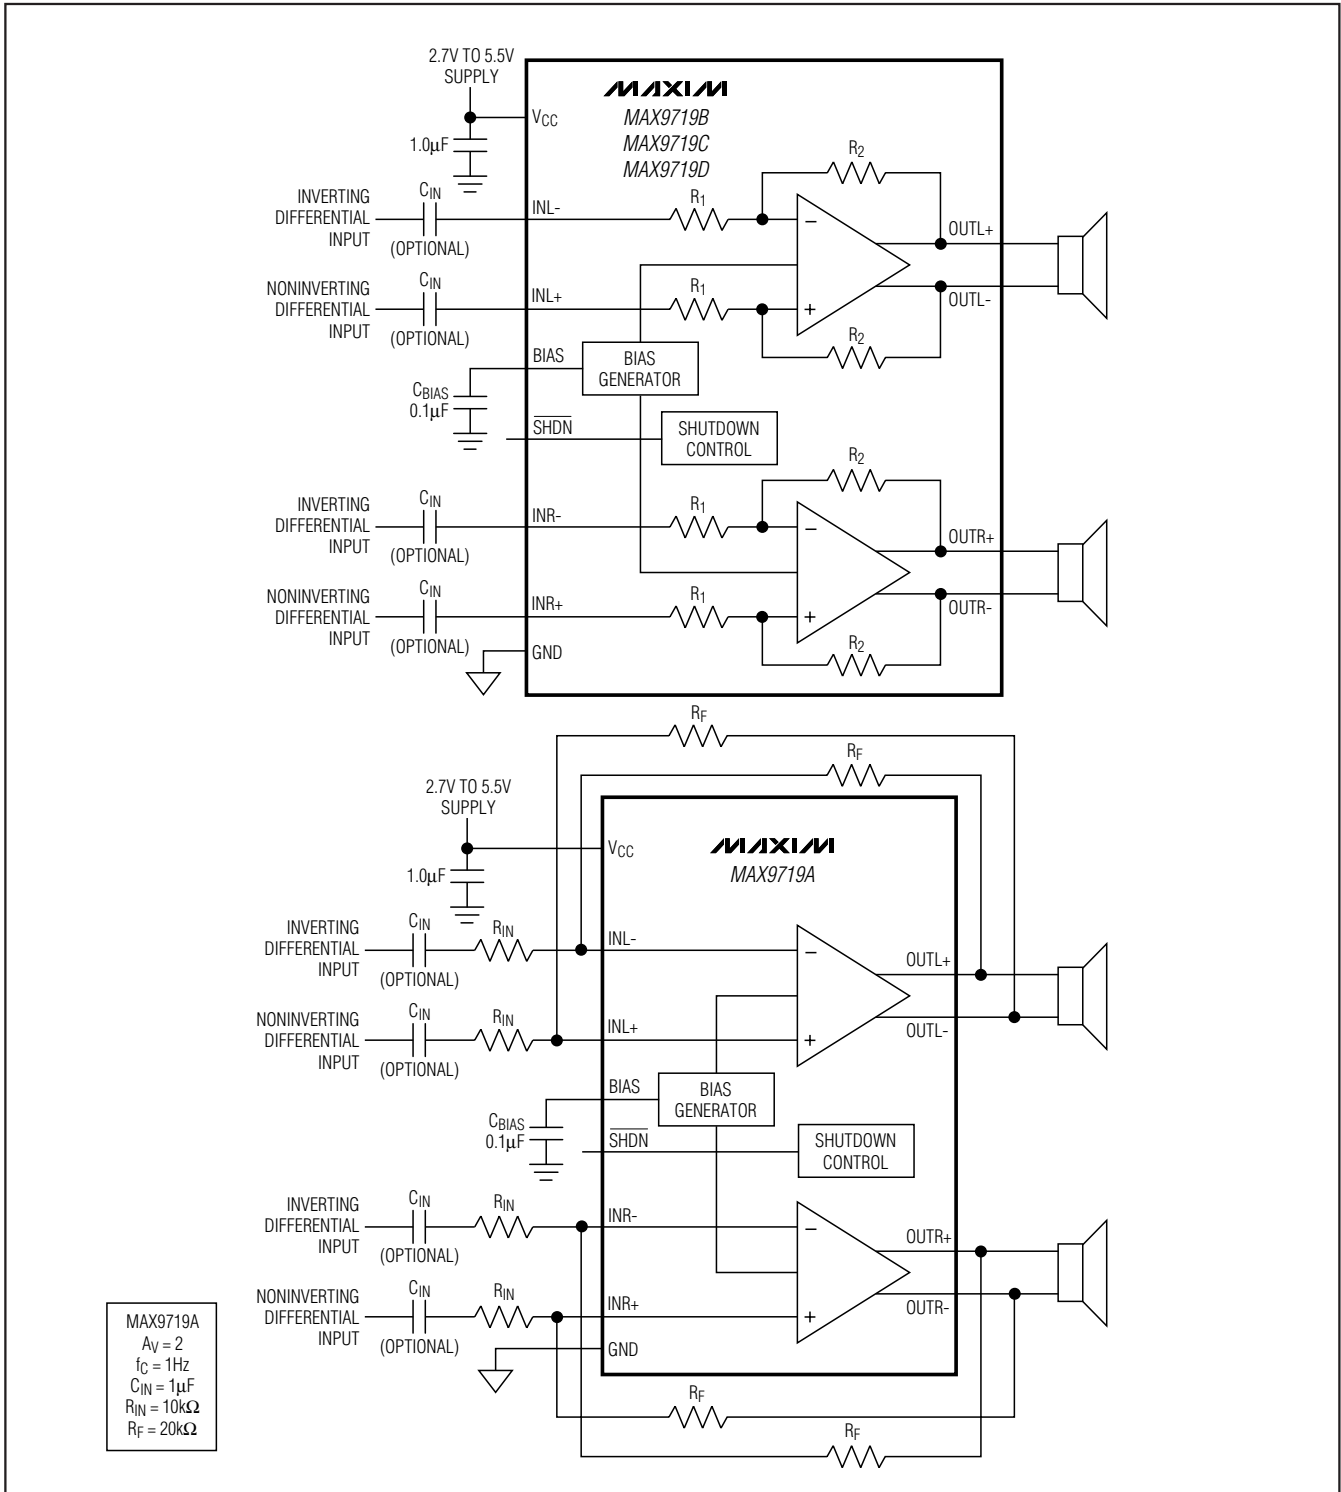 2.7V TO 5.5V
SUPPLY
VCC
1.0µF
MAXIM
MAX9719B
MAX9719C
MAX9719D
INVERTING
DIFFERENTIAL
INPUT
CIN
(OPTIONAL)
INL-
R1
R2
−
OUTL+
NONINVERTING
DIFFERENTIAL
INPUT
CIN
(OPTIONAL)
INL+
R1
+
R2
OUTL-
BIAS
BIAS
GENERATOR
CBIAS
0.1µF
SHDN
SHUTDOWN
CONTROL
INVERTING
DIFFERENTIAL
INPUT
CIN
(OPTIONAL)
INR-
R1
R2
−
OUTR+
NONINVERTING
DIFFERENTIAL
INPUT
CIN
(OPTIONAL)
INR+
R1
+
R2
OUTR-
GND
RF
RF
2.7V TO 5.5V
SUPPLY
VCC
1.0µF
MAXIM
MAX9719A
INVERTING
DIFFERENTIAL
INPUT
CIN
(OPTIONAL)
RIN
INL-
−
OUTL+
NONINVERTING
DIFFERENTIAL
INPUT
CIN
(OPTIONAL)
RIN
INL+
+
OUTL-
BIAS
BIAS
GENERATOR
CBIAS
0.1µF
SHDN
SHUTDOWN
CONTROL
INVERTING
DIFFERENTIAL
INPUT
CIN
(OPTIONAL)
RIN
INR-
−
OUTR+
NONINVERTING
DIFFERENTIAL
INPUT
CIN
(OPTIONAL)
RIN
INR+
+
OUTR-
GND
RF
RF
MAX9719A
AV = 2
fC = 1Hz
CIN = 1µF
RIN = 10kΩ
RF = 20kΩ